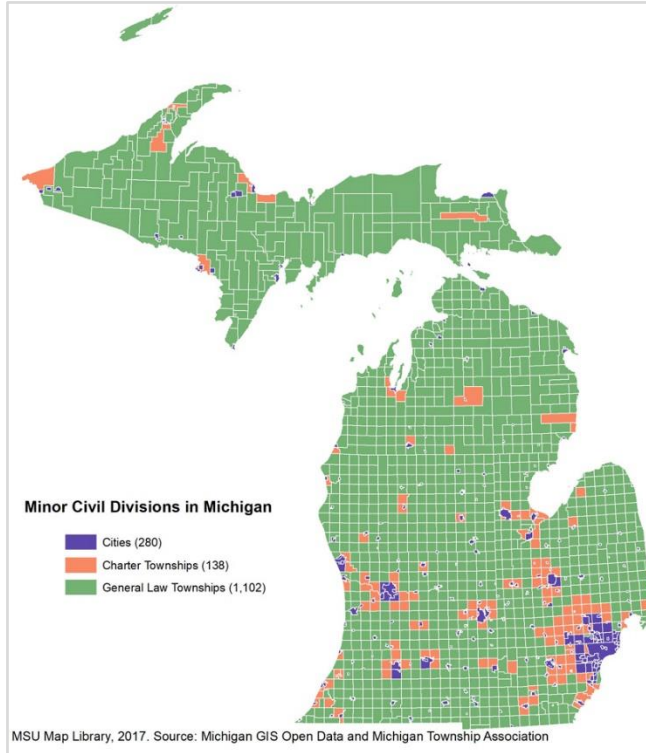 Minor Civil Divisions in Michigan
Cities (280)
Charter Townships (138)
General Law Townships (1,102)
MSU Map Library, 2017. Source: Michigan GIS Open Data and Michigan Township Association